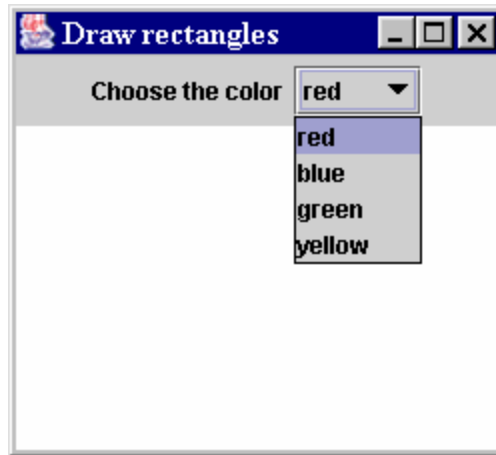 Draw rectangles
Choose the color red
red
blue
green
yellow